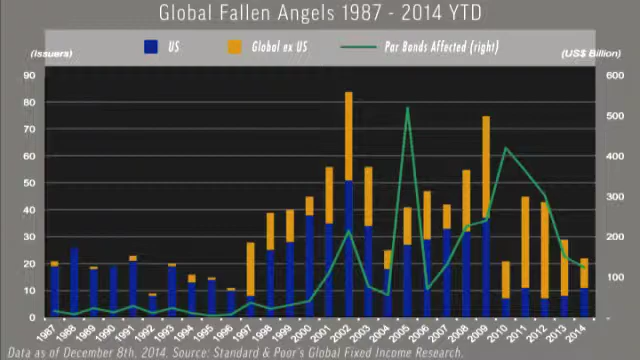 Global Fallen Angels 1987 - 2014 YTD
(Issuers) US Global ex US Par Bonds Affected (right) (US$ Billion)
90 600
80 500
70
60 400
50
40 300
30 200
20
10 100
0 -
1987 1988 1989 1990 1991 1992 1993 1994 1995 1996 1997 1998 1999 2000 2001 2002 2003 2004 2005 2006 2007 2008 2009 2010 2011 2012 2013 2014
Data as of December 8th, 2014. Source: Standard & Poor's Global Fixed Income Research.